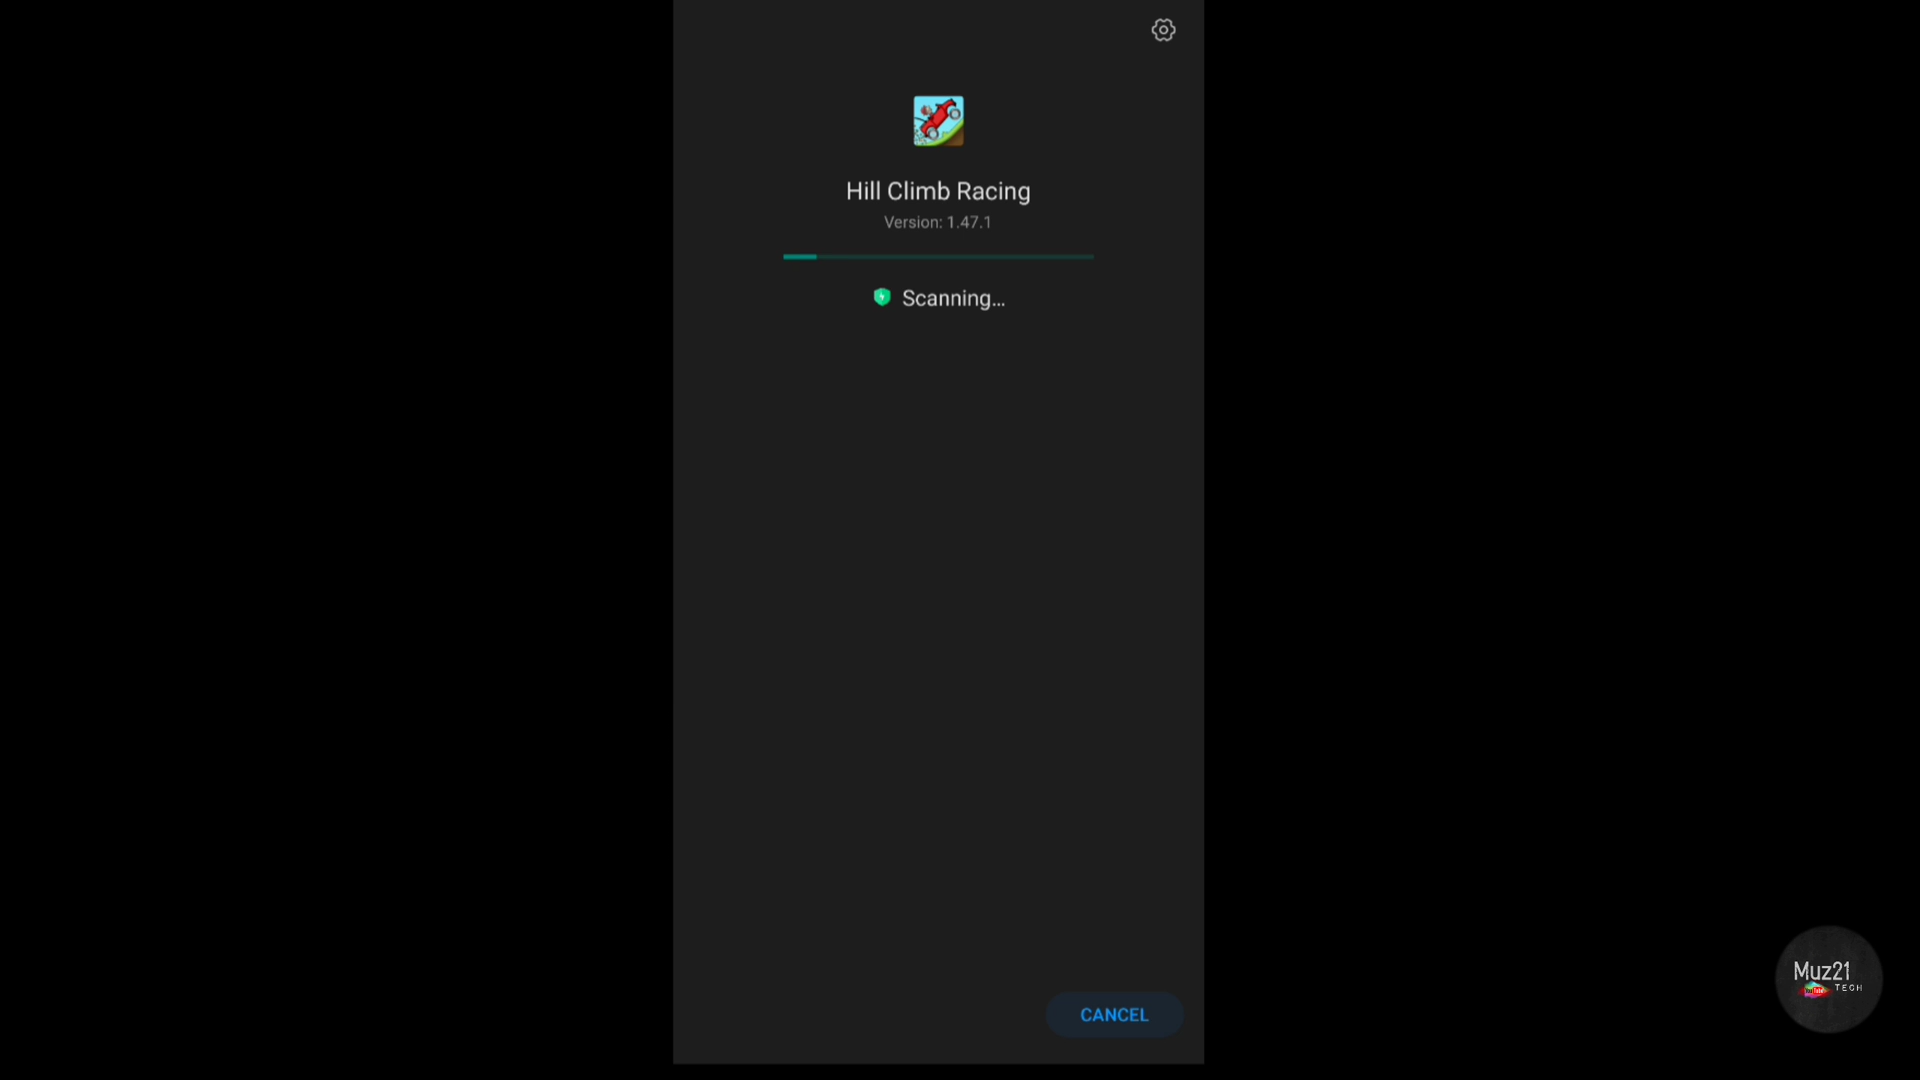 Hill Climb Racing
Version: 1.47.1
Scanning...
CANCEL
Muz21
TECH